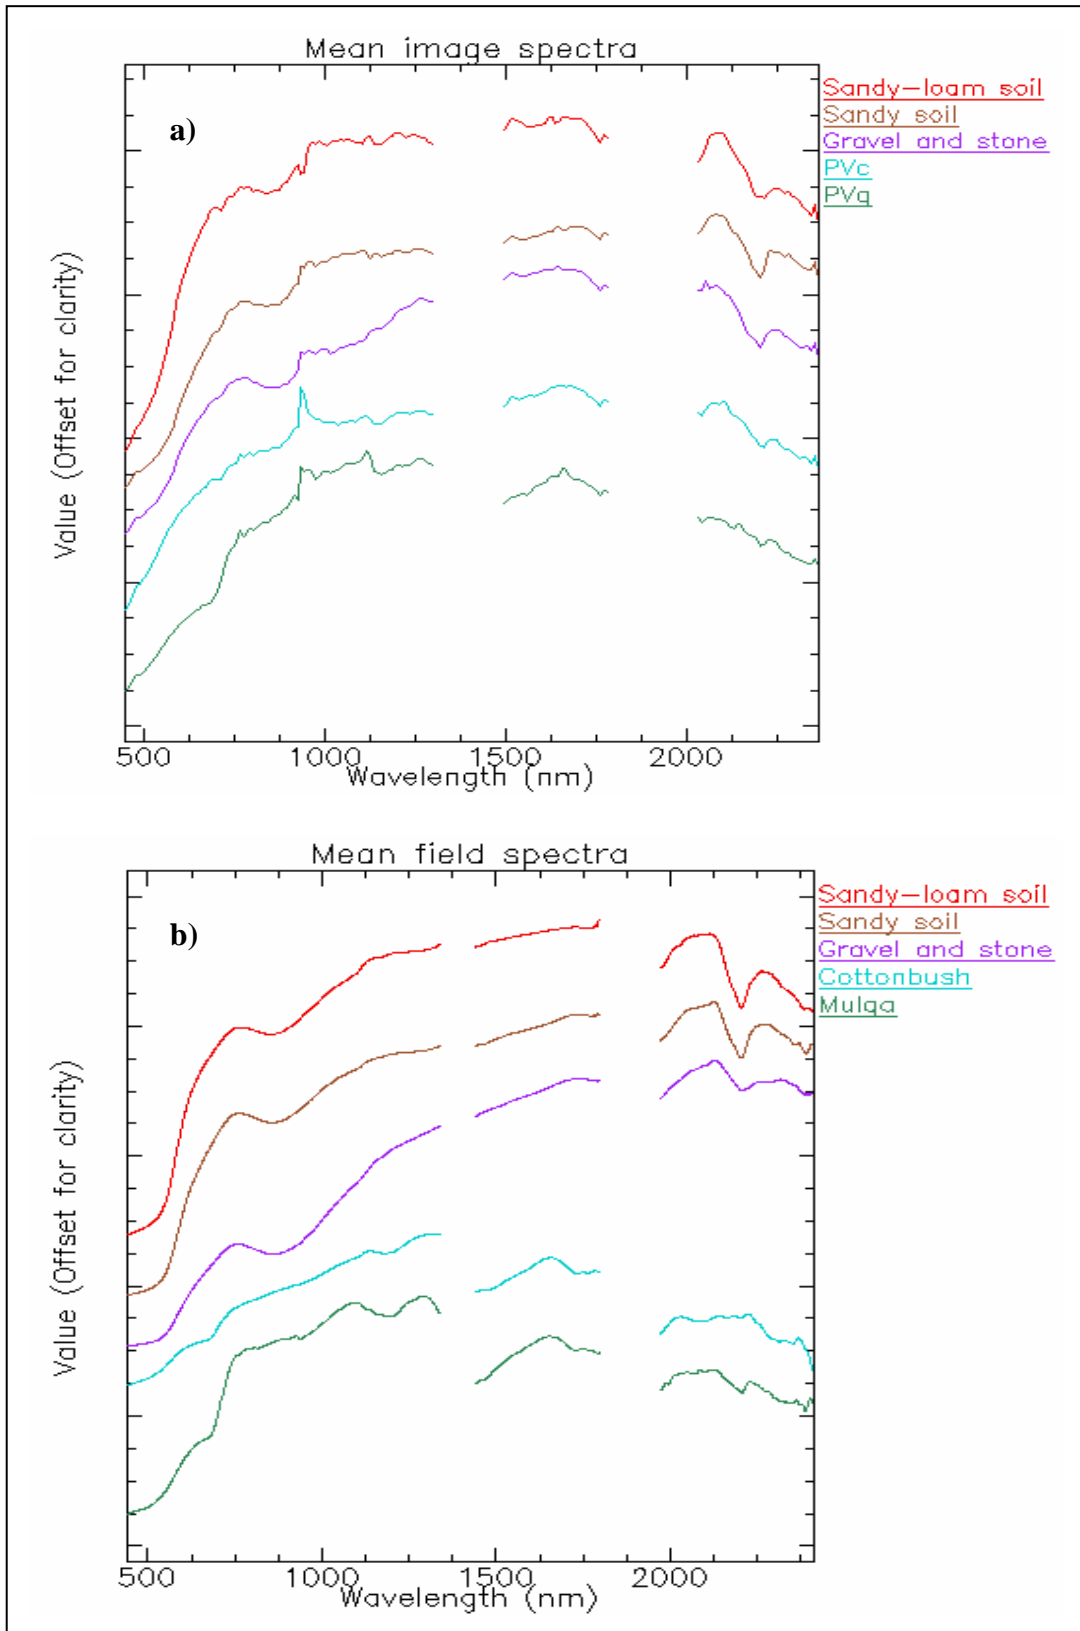 Mean image spectra
a)
Sandy-loam soil
Sandy soil
Gravel and stone
PVc
PVg
Value (Offset for clarity)
500 1000 1500 2000
Wavelength (nm)
Mean field spectra
b)
Sandy-loam soil
Sandy soil
Gravel and stone
Cottonbush
Mulga
Value (Offset for clarity)
500 1000 1500 2000
Wavelength (nm)